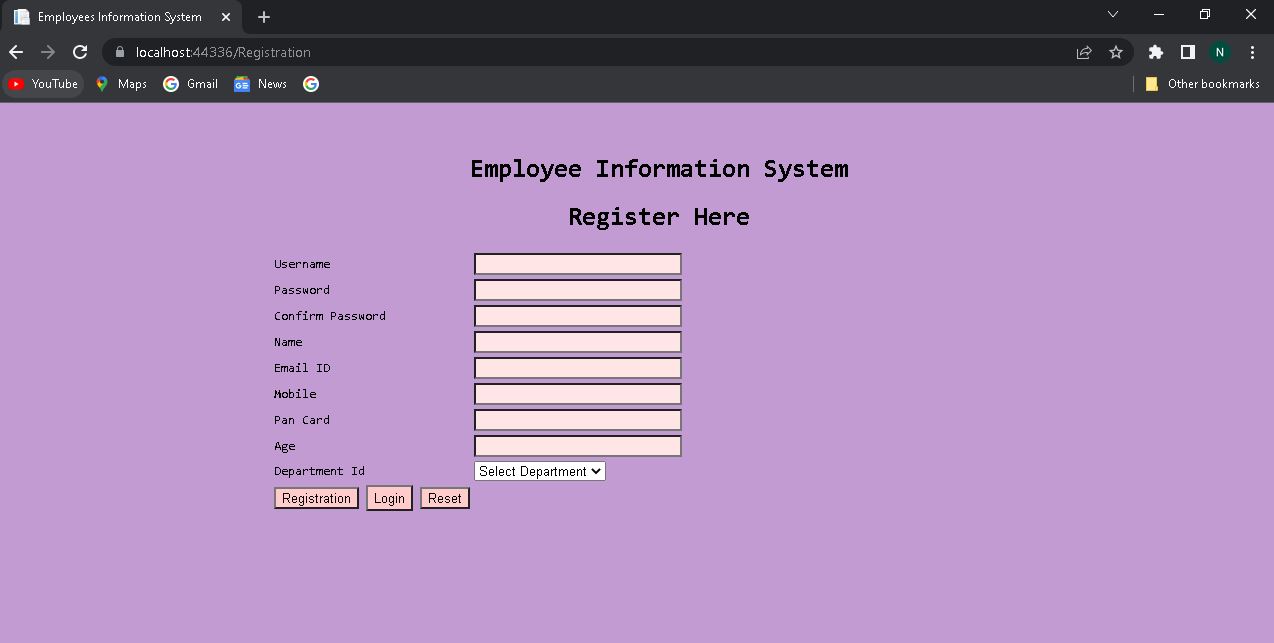 Employees Information System
localhost:44336/Registration
N
YouTube Maps Gmail News Other bookmarks
Employee Information System
Register Here
Username
Password
Confirm Password
Name
Email ID
Mobile
Pan Card
Age
Department Id Select Department
Registration Login Reset